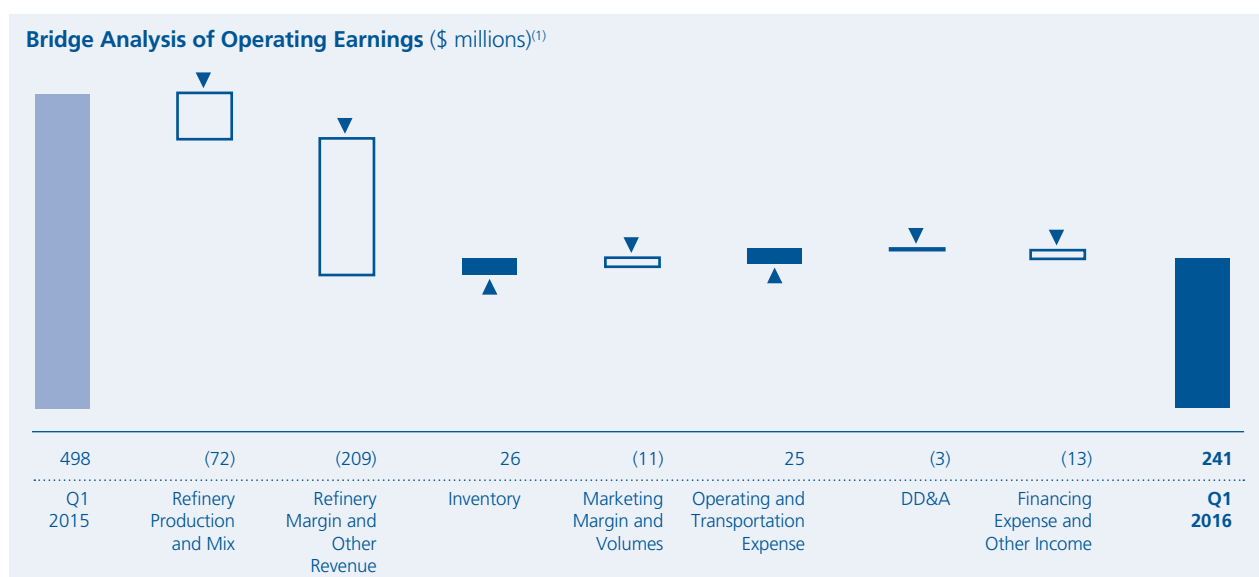 Bridge Analysis of Operating Earnings ($ millions)(1)
498 (72) (209) 26 (11) 25 (3) (13) 241
Q1
2015
Refinery
Production
and Mix
Refinery
Margin and
Other
Revenue
Inventory
Marketing
Margin and
Volumes
Operating and
Transportation
Expense
DD&A
Financing
Expense and
Other Income
Q1
2016